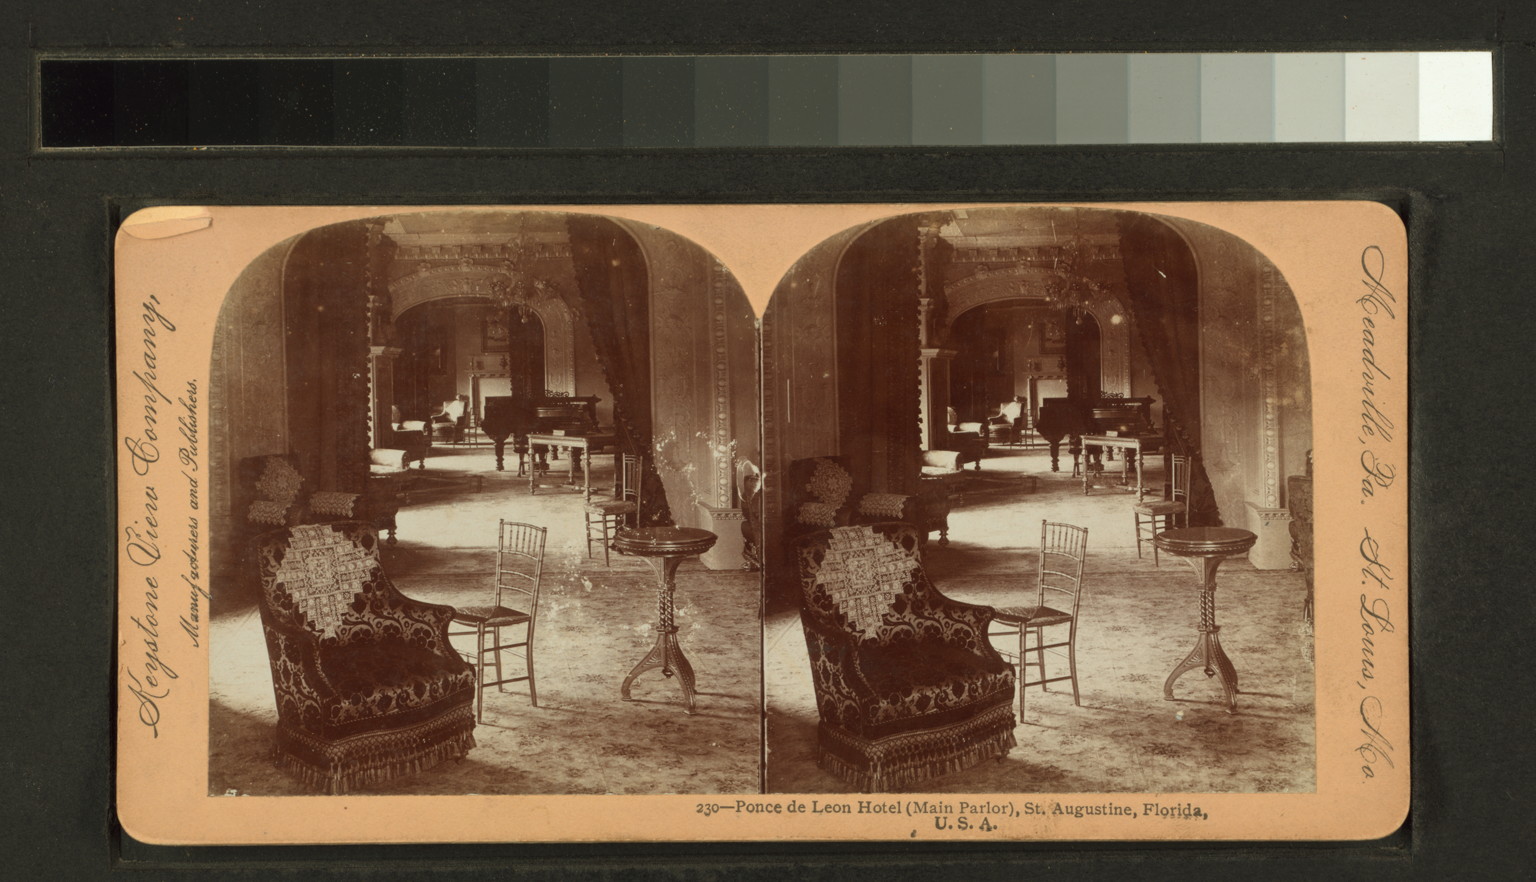 Keystone View Company,
Manufacturers and Publishers.
Meadville, Pa. St. Louis, Mo.
230—Ponce de Leon Hotel (Main Parlor), St. Augustine, Florida,
U. S. A.